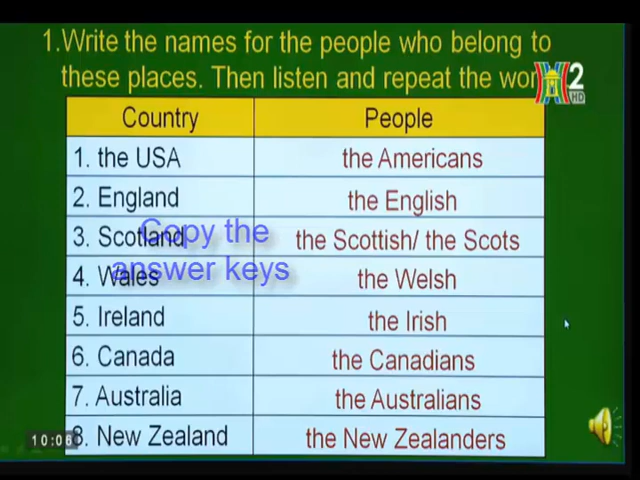 1.Write the names for the people who belong to
these places. Then listen and repeat the wor
2
HD
Country People
1. the USA the Americans
2. England the English
3. Scotland the Scottish/ the Scots
4. Wales the Welsh
5. Ireland the Irish
6. Canada the Canadians
7. Australia the Australians
8. New Zealand the New Zealanders
Copy the
answer keys
10:08